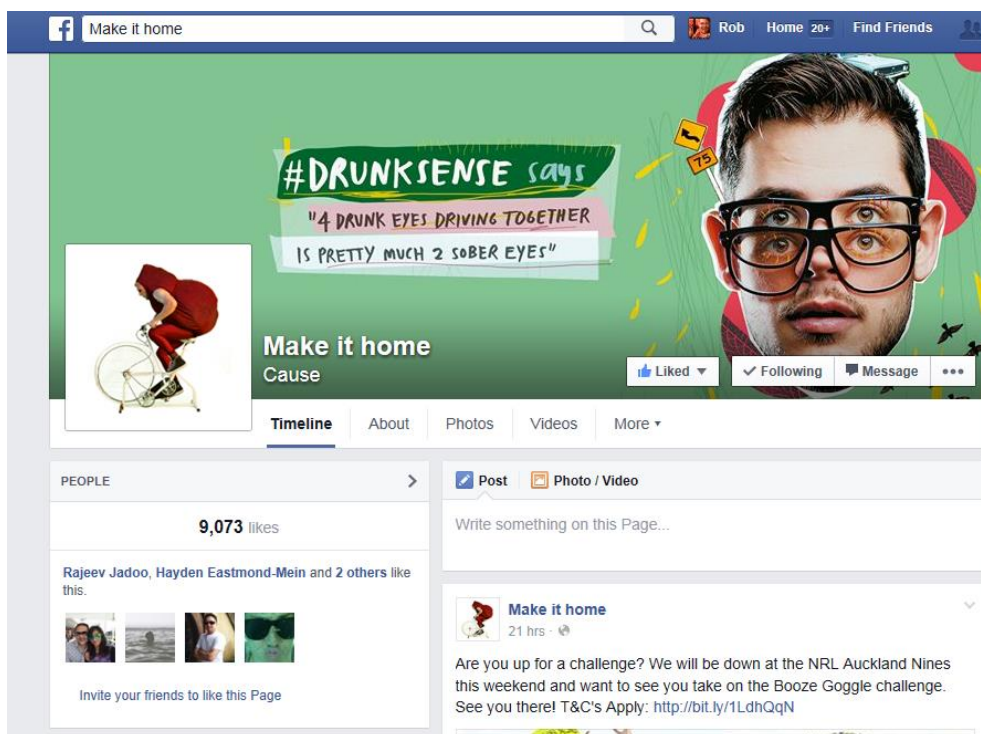 f
Make it home
Rob
Home 20+
Find Friends
75
#DRUNKSENSE says
"4 DRUNK EYES DRIVING TOGETHER
IS PRETTY MUCH 2 SOBER EYES"
Make it home
Cause
Liked
Following
Message
Timeline
About
Photos
Videos
More
PEOPLE
9,073 likes
Rajeev Jadoo, Hayden Eastmond-Mein and 2 others like
this.
Invite your friends to like this Page
Post
Photo / Video
Write something on this Page...
Make it home
21 hrs ·
Are you up for a challenge? We will be down at the NRL Auckland Nines
this weekend and want to see you take on the Booze Goggle challenge.
See you there! T&C's Apply: http://bit.ly/1LdhQqN